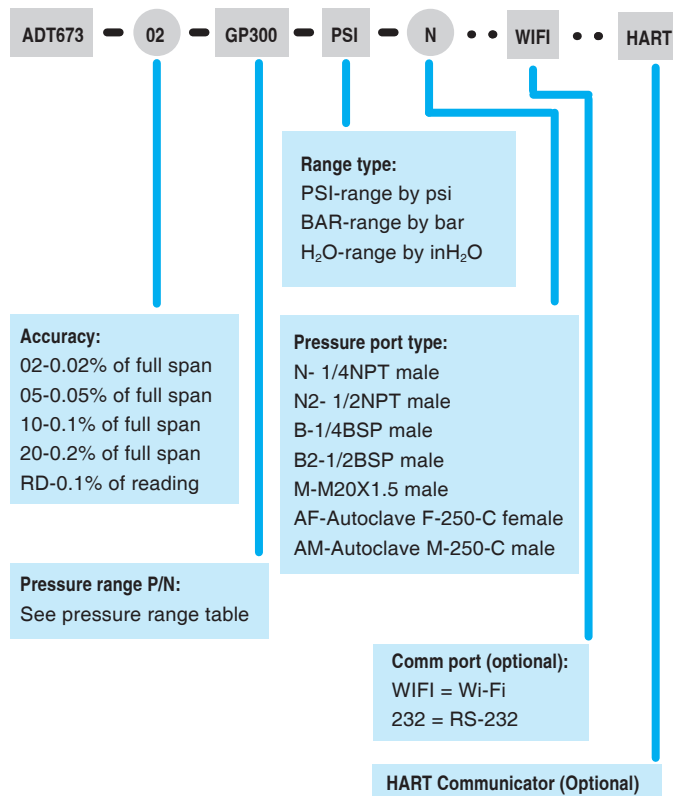 ADT673 – 02 – GP300 – PSI – N •• WIFI •• HART
Range type:
PSI-range by psi
BAR-range by bar
H₂O-range by inH₂O
Accuracy:
02-0.02% of full span
05-0.05% of full span
10-0.1% of full span
20-0.2% of full span
RD-0.1% of reading
Pressure port type:
N- 1/4NPT male
N2- 1/2NPT male
B-1/4BSP male
B2-1/2BSP male
M-M20X1.5 male
AF-Autoclave F-250-C female
AM-Autoclave M-250-C male
Pressure range P/N:
See pressure range table
Comm port (optional):
WIFI = Wi-Fi
232 = RS-232
HART Communicator (Optional)